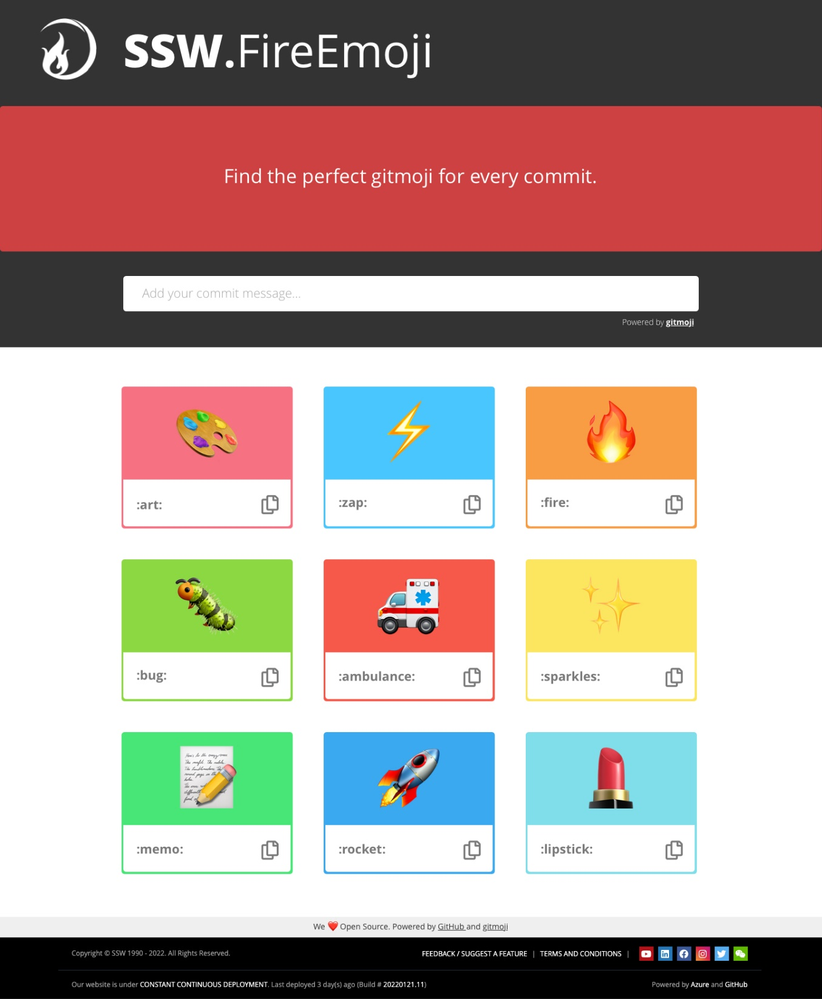 SSW.FireEmoji
Find the perfect gitmoji for every commit.
Add your commit message...
Powered by gitmoji
:art:
:zap:
:fire:
:bug:
:ambulance:
:sparkles:
:memo:
:rocket:
:lipstick:
We ❤️ Open Source. Powered by GitHub and gitmoji
Copyright © SSW 1990 - 2022. All Rights Reserved.
FEEDBACK / SUGGEST A FEATURE | TERMS AND CONDITIONS |
Our website is under CONSTANT CONTINUOUS DEPLOYMENT. Last deployed 3 day(s) ago (Build # 20220121.11)
Powered by Azure and GitHub